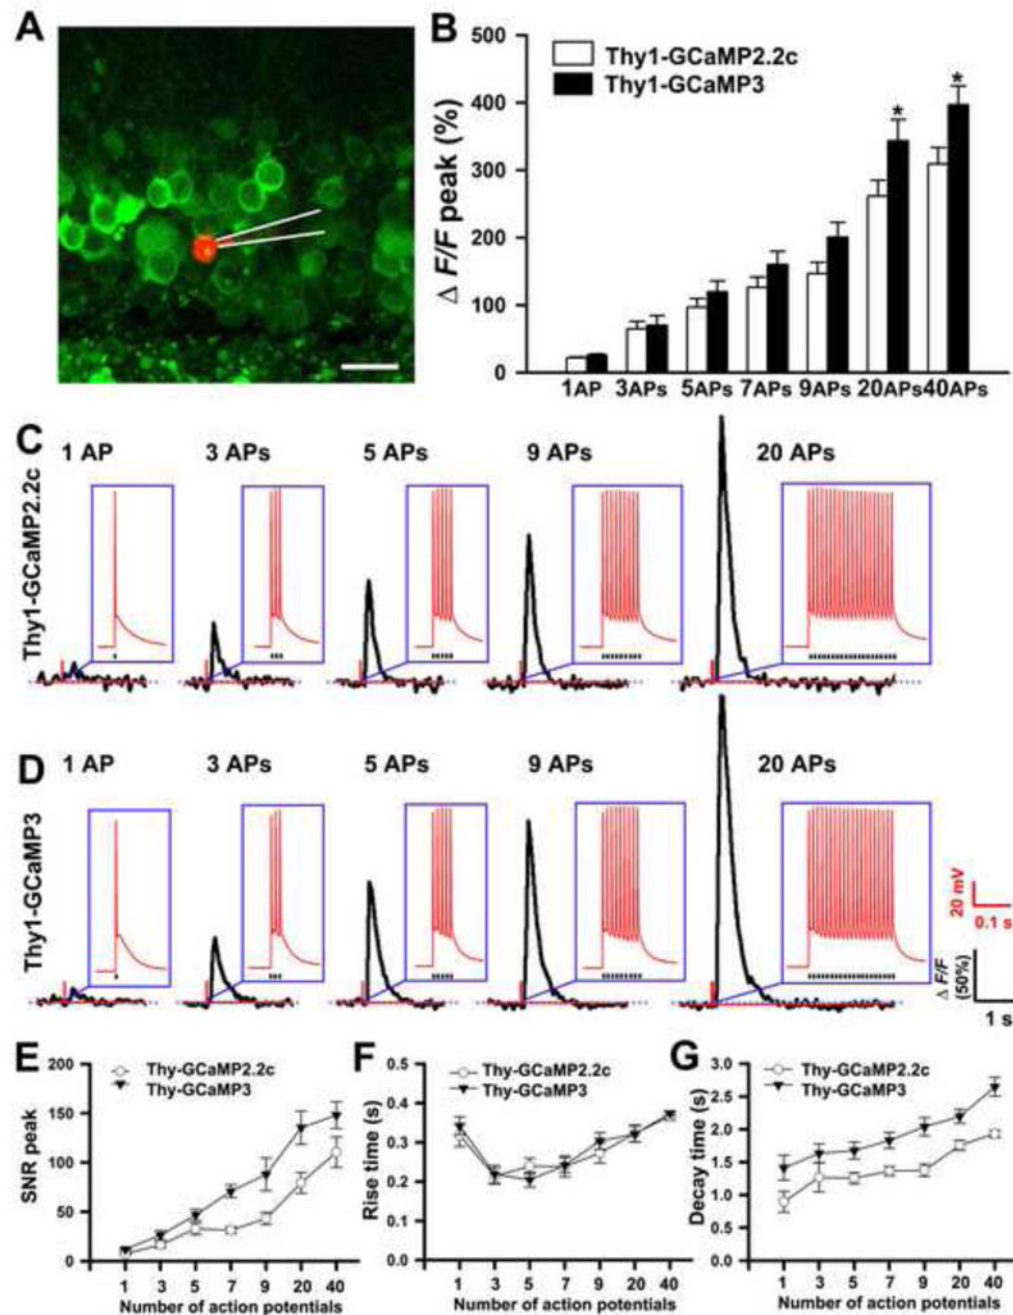 A
B
500
400
300
200
100
0
Δ F/F peak (%)
Thy1-GCaMP2.2c
Thy1-GCaMP3
*
*
1AP 3APs 5APs 7APs 9APs 20APs 40APs
C
1 AP 3 APs 5 APs 9 APs 20 APs
Thy1-GCaMP2.2c
D
1 AP 3 APs 5 APs 9 APs 20 APs
Thy1-GCaMP3
20 mV
0.1 s
Δ F/F
(50%)
1 s
E
200
150
100
50
0
SNR peak
Thy-GCaMP2.2c
Thy-GCaMP3
1 3 5 7 9 20 40
Number of action potentials
F
0.5
0.4
0.3
0.2
0.1
0.0
Rise time (s)
Thy-GCaMP2.2c
Thy-GCaMP3
1 3 5 7 9 20 40
Number of action potentials
G
3.0
2.5
2.0
1.5
1.0
0.5
0.0
Decay time (s)
Thy-GCaMP2.2c
Thy-GCaMP3
1 3 5 7 9 20 40
Number of action potentials